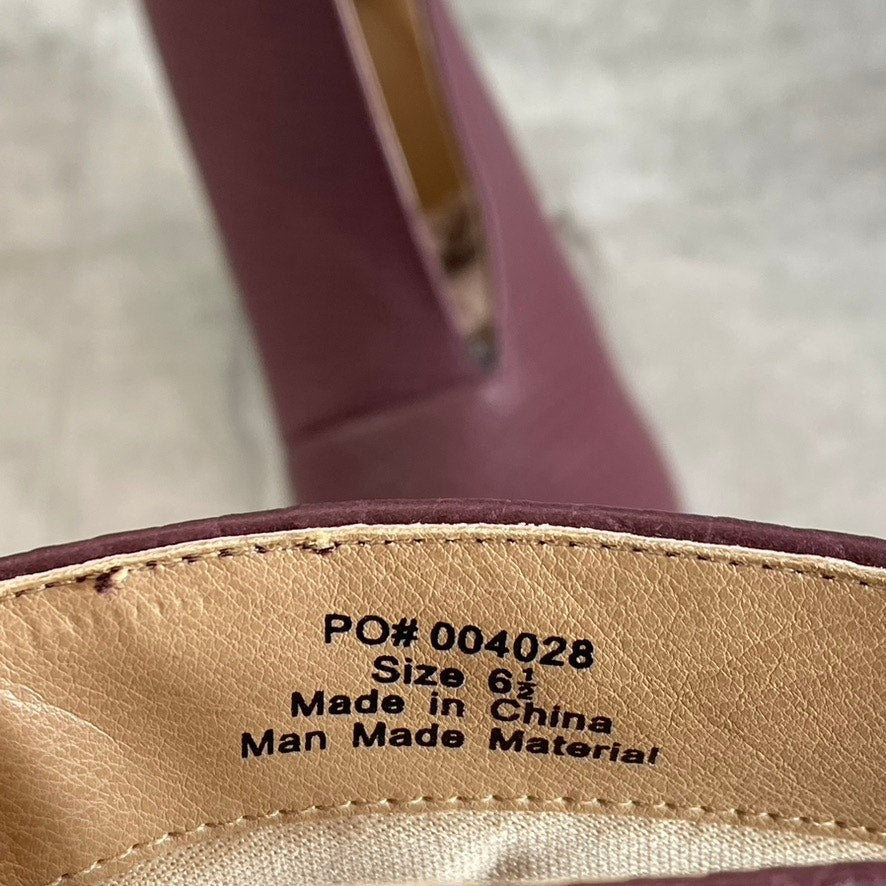 PO# 004028
Size 6½
Made in China
Man Made Material